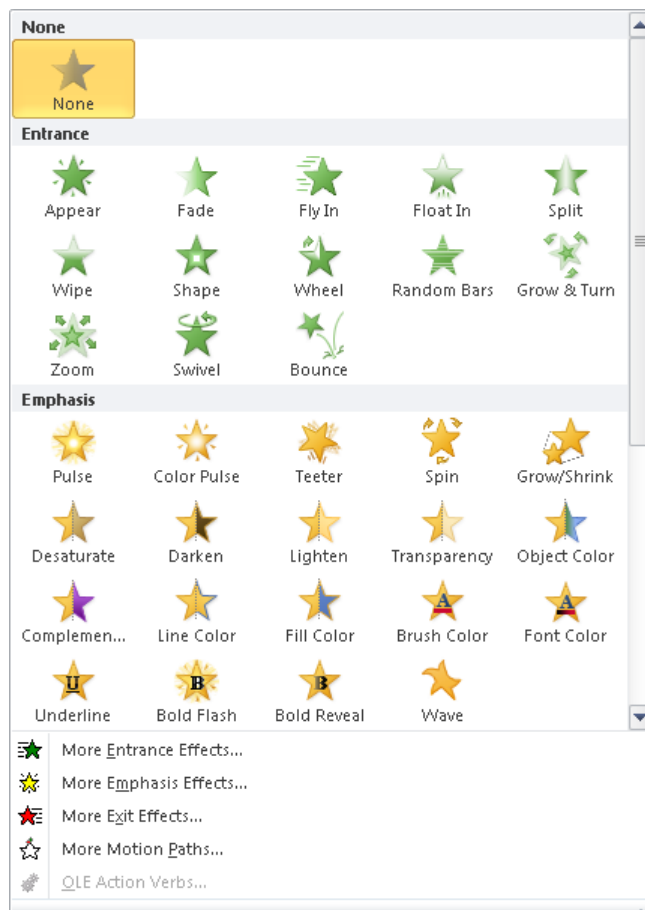 None
None
Entrance
Appear Fade Fly In Float In Split
Wipe Shape Wheel Random Bars Grow & Turn
Zoom Swivel Bounce
Emphasis
Pulse Color Pulse Teeter Spin Grow/Shrink
Desaturate Darken Lighten Transparency Object Color
Complemen... Line Color Fill Color Brush Color Font Color
U B B A A
Underline Bold Flash Bold Reveal Wave
More Entrance Effects...
More Emphasis Effects...
More Exit Effects...
More Motion Paths...
OLE Action Verbs...